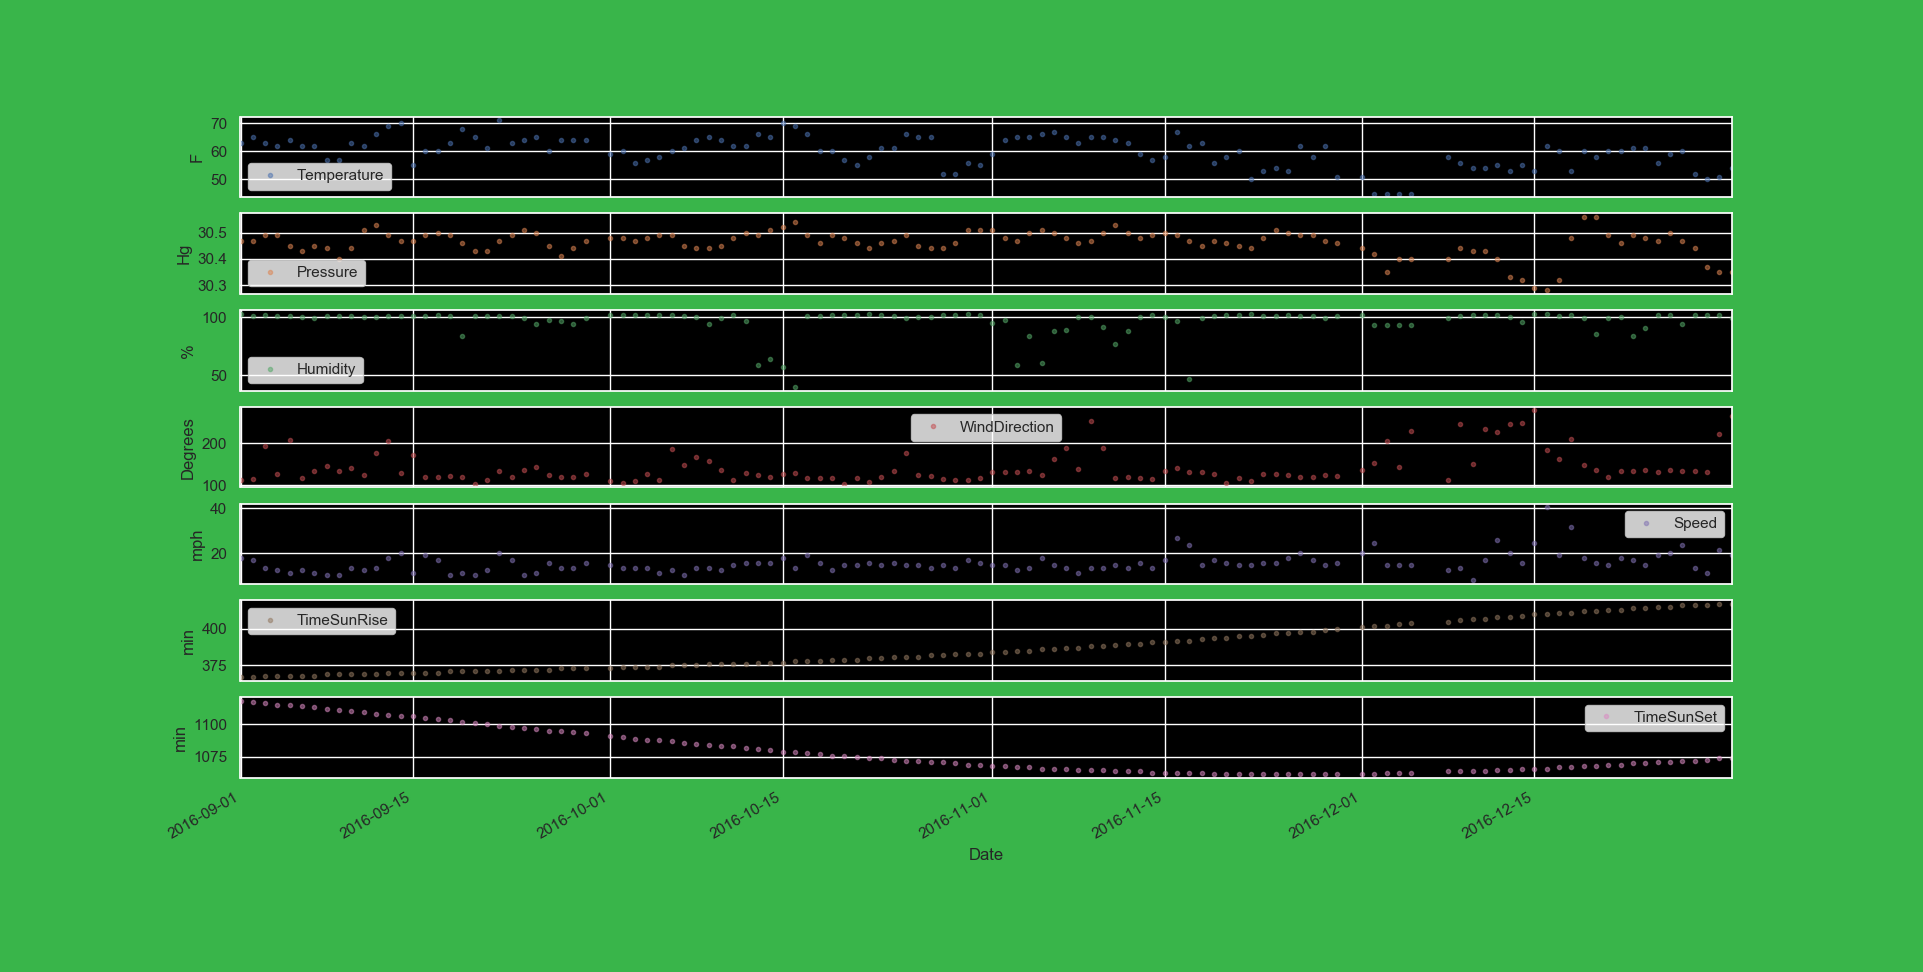 70
60
50
F
Temperature
30.5
30.4
30.3
Hg
Pressure
100
50
%
Humidity
200
100
Degrees
WindDirection
40
20
mph
Speed
400
375
min
TimeSunRise
1100
1075
min
TimeSunSet
2016-09-01
2016-09-15
2016-10-01
2016-10-15
2016-11-01
2016-11-15
2016-12-01
2016-12-15
Date